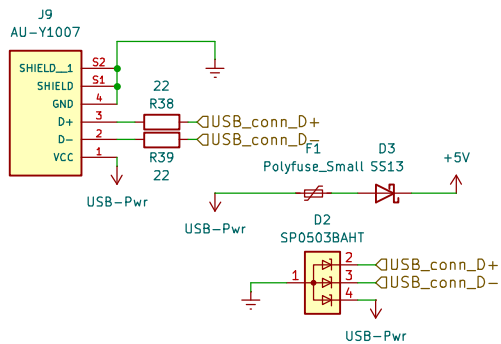 J9
AU-Y1007
SHIELD__1 S2
SHIELD S1
GND 4
D+ 3
D- 2
VCC 1
22
R38
USB_conn_D+
USB_conn_D-
R39
22
USB-Pwr
F1
Polyfuse_Small
D3
SS13
+5V
USB-Pwr
D2
SP0503BAHT
1
2 USB_conn_D+
3 USB_conn_D-
4
USB-Pwr